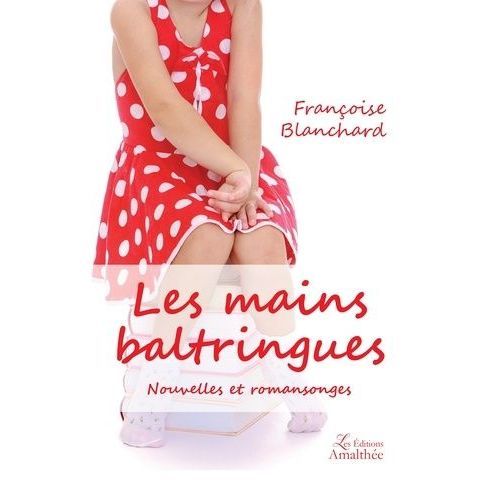 Françoise
Blanchard
Les mains
baltringues
Nouvelles et romansonges
Les Éditions
Amalthée